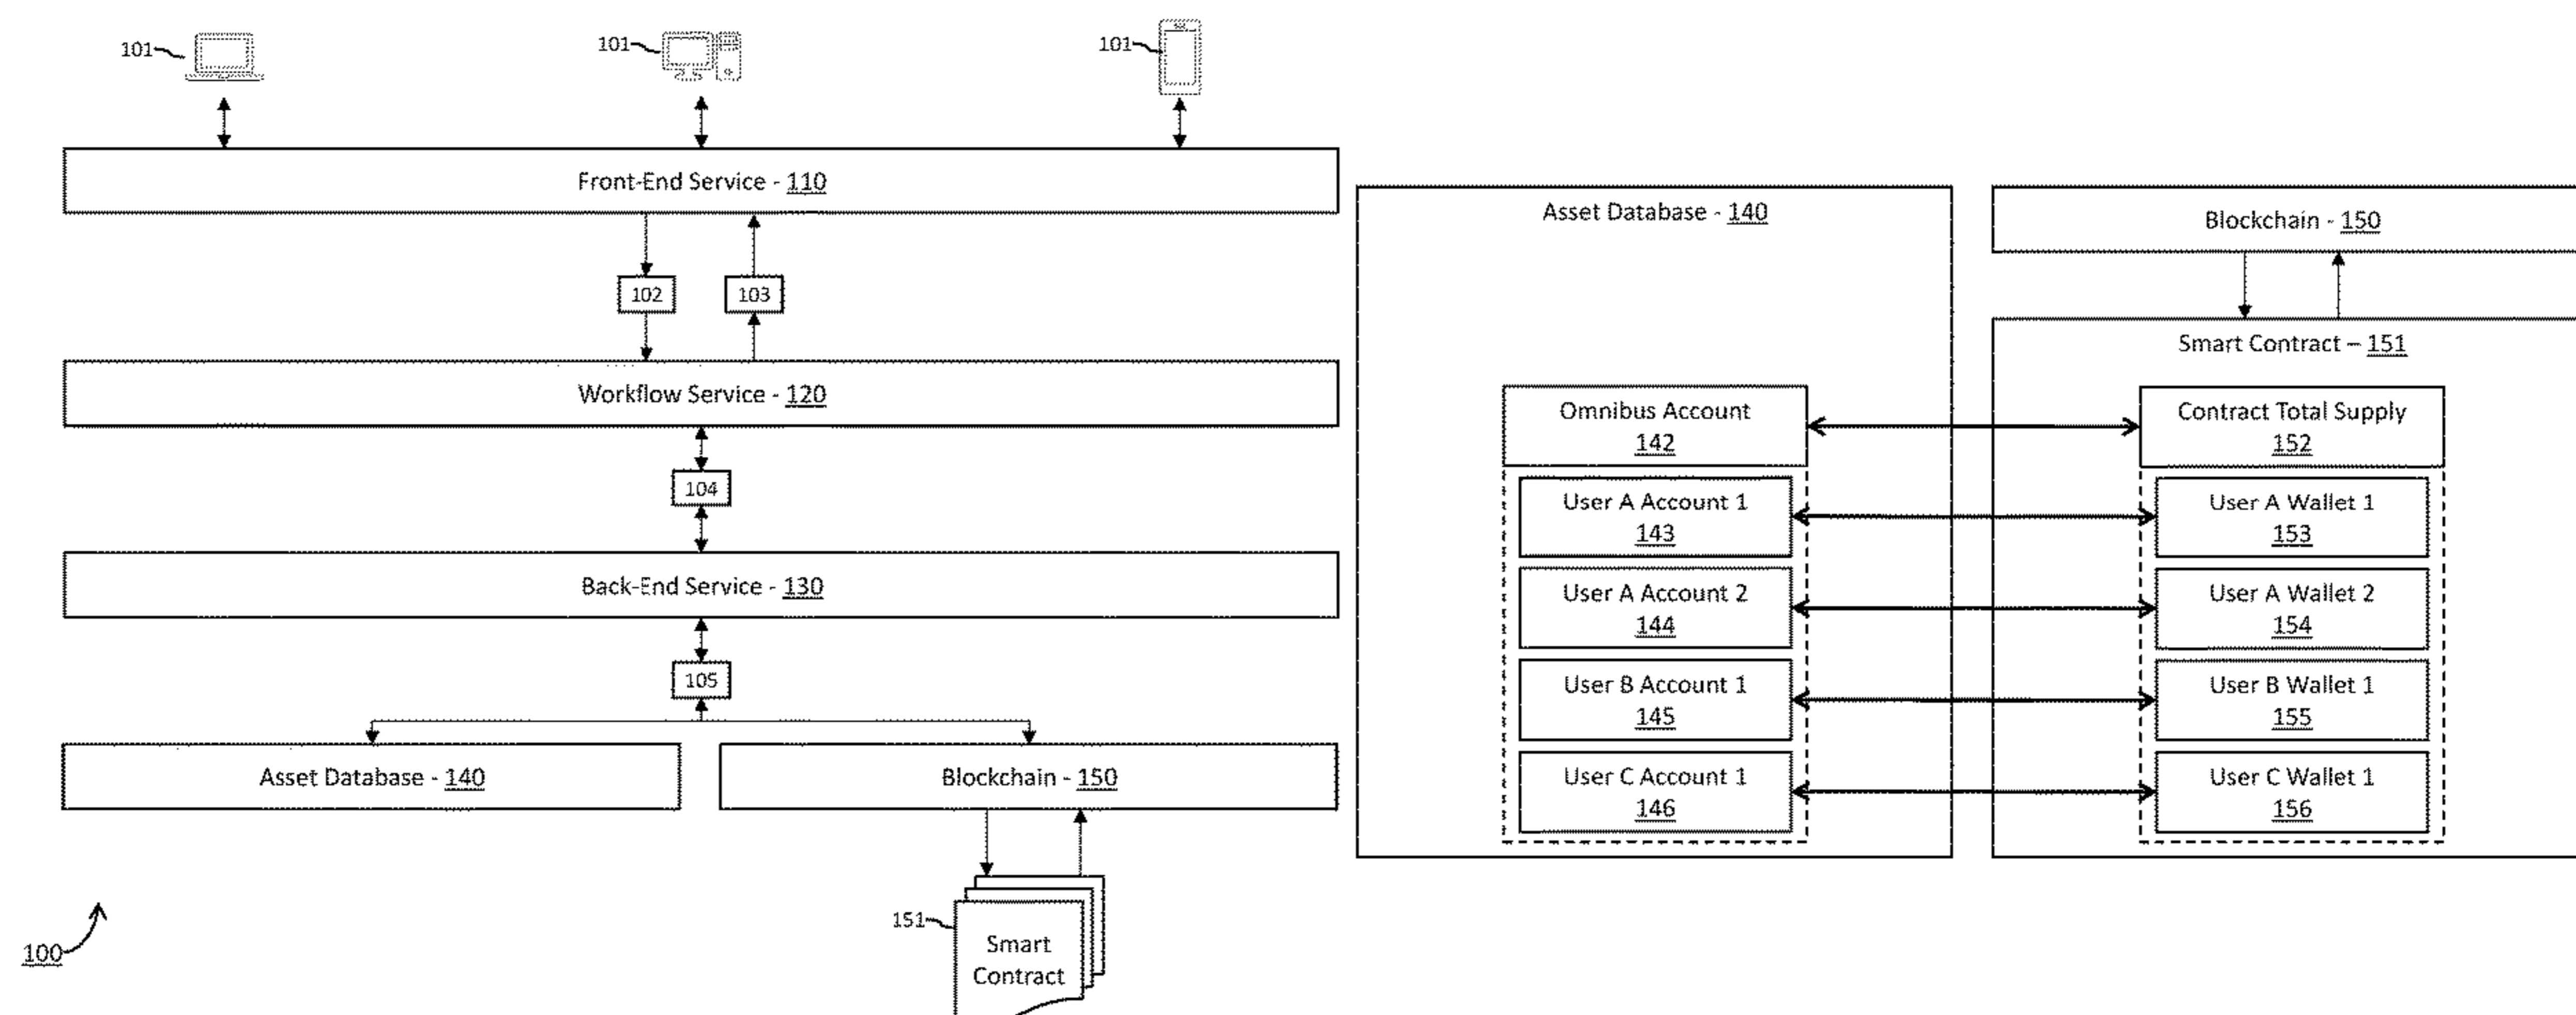 101
101
101
Front-End Service - 110
102
103
Workflow Service - 120
104
Back-End Service - 130
105
Asset Database - 140
Blockchain - 150
151
Smart
Contract
100
Asset Database - 140
Omnibus Account
142
User A Account 1
143
User A Account 2
144
User B Account 1
145
User C Account 1
146
Blockchain - 150
Smart Contract – 151
Contract Total Supply
152
User A Wallet 1
153
User A Wallet 2
154
User B Wallet 1
155
User C Wallet 1
156